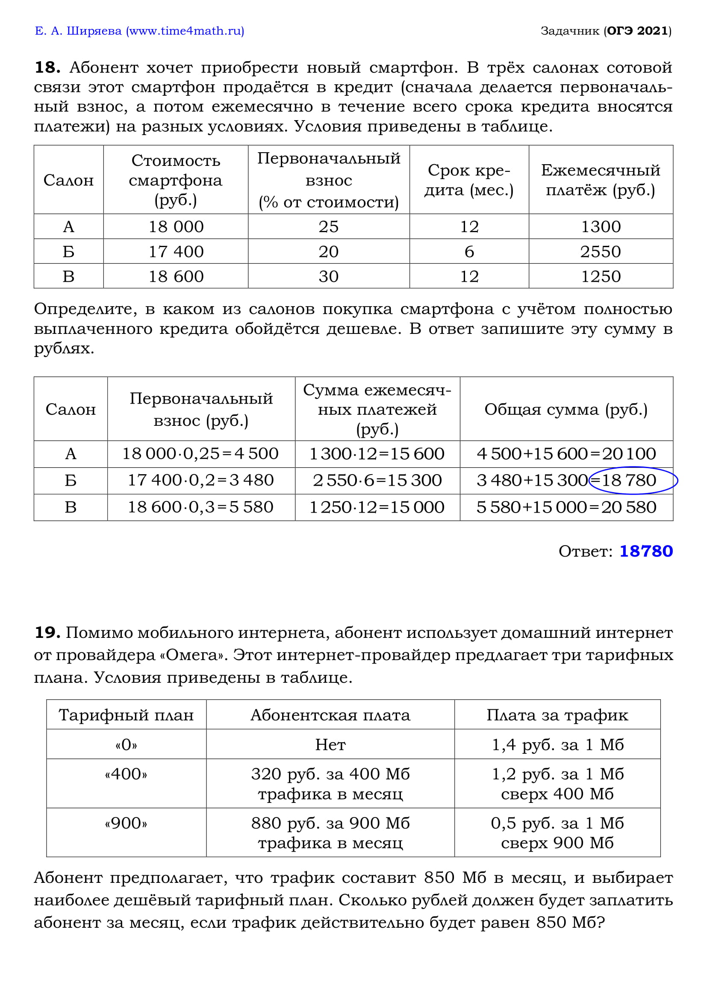 Е. А. Ширяева (www.time4math.ru)
Задачник (ОГЭ 2021)
18. Абонент хочет приобрести новый смартфон. В трёх салонах сотовой
связи этот смартфон продаётся в кредит (сначала делается первоначаль-
ный взнос, а потом ежемесячно в течение всего срока кредита вносятся
платежи) на разных условиях. Условия приведены в таблице.
Салон
Стоимость
смартфона
(руб.)
Первоначальный
взнос
(% от стоимости)
Срок кре-
дита (мес.)
Ежемесячный
платёж (руб.)
А 18 000 25 12 1300
Б 17 400 20 6 2550
В 18 600 30 12 1250
Определите, в каком из салонов покупка смартфона с учётом полностью
выплаченного кредита обойдётся дешевле. В ответ запишите эту сумму в
рублях.
Салон
Первоначальный
взнос (руб.)
Сумма ежемесяч-
ных платежей
(руб.)
Общая сумма (руб.)
А 18 000·0,25=4 500 1 300·12=15 600 4 500+15 600=20 100
Б 17 400·0,2=3 480 2 550·6=15 300 3 480+15 300=18 780
В 18 600·0,3=5 580 1 250·12=15 000 5 580+15 000=20 580
Ответ: 18780
19. Помимо мобильного интернета, абонент использует домашний интернет
от провайдера «Омега». Этот интернет-провайдер предлагает три тарифных
плана. Условия приведены в таблице.
Тарифный план Абонентская плата Плата за трафик
«0» Нет 1,4 руб. за 1 Мб
«400» 320 руб. за 400 Мб 1,2 руб. за 1 Мб
трафика в месяц сверх 400 Мб
«900» 880 руб. за 900 Мб 0,5 руб. за 1 Мб
трафика в месяц сверх 900 Мб
Абонент предполагает, что трафик составит 850 Мб в месяц, и выбирает
наиболее дешёвый тарифный план. Сколько рублей должен будет заплатить
абонент за месяц, если трафик действительно будет равен 850 Мб?